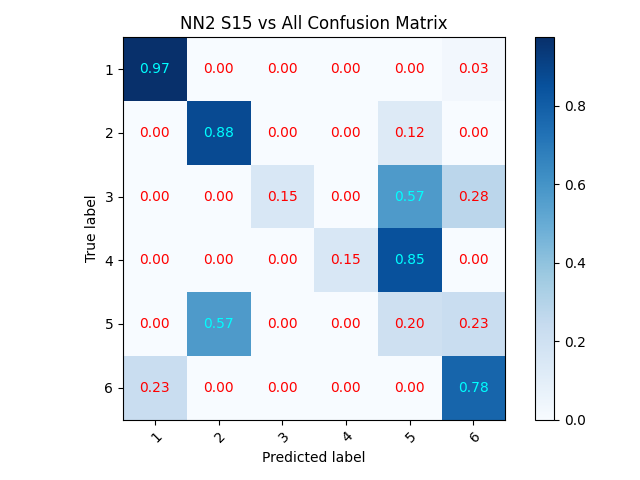 NN2 S15 vs All Confusion Matrix
1 0.97 0.00 0.00 0.00 0.00 0.03
2 0.00 0.88 0.00 0.00 0.12 0.00
3 0.00 0.00 0.15 0.00 0.57 0.28
4 0.00 0.00 0.00 0.15 0.85 0.00
5 0.00 0.57 0.00 0.00 0.20 0.23
6 0.23 0.00 0.00 0.00 0.00 0.78
1 2 3 4 5 6
True label
Predicted label
0.8
0.6
0.4
0.2
0.0